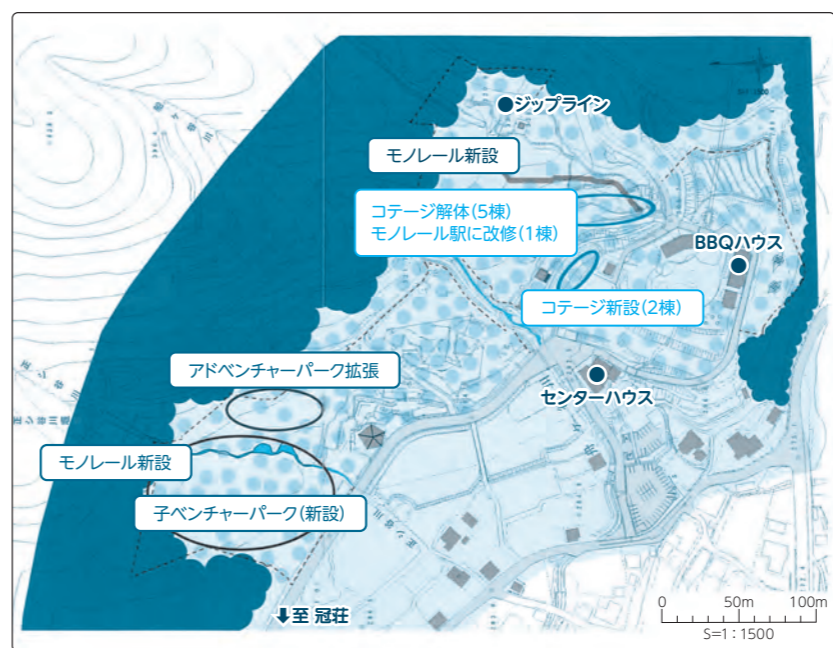 ジップライン
モノレール新設
コテージ解体(5棟)
モノレール駅に改修(1棟)
BBQハウス
コテージ新設(2棟)
センターハウス
アドベンチャーパーク拡張
モノレール新設
子ベンチャーパーク(新設)
⬇至 冠荘
0 50m 100m
S=1:1500